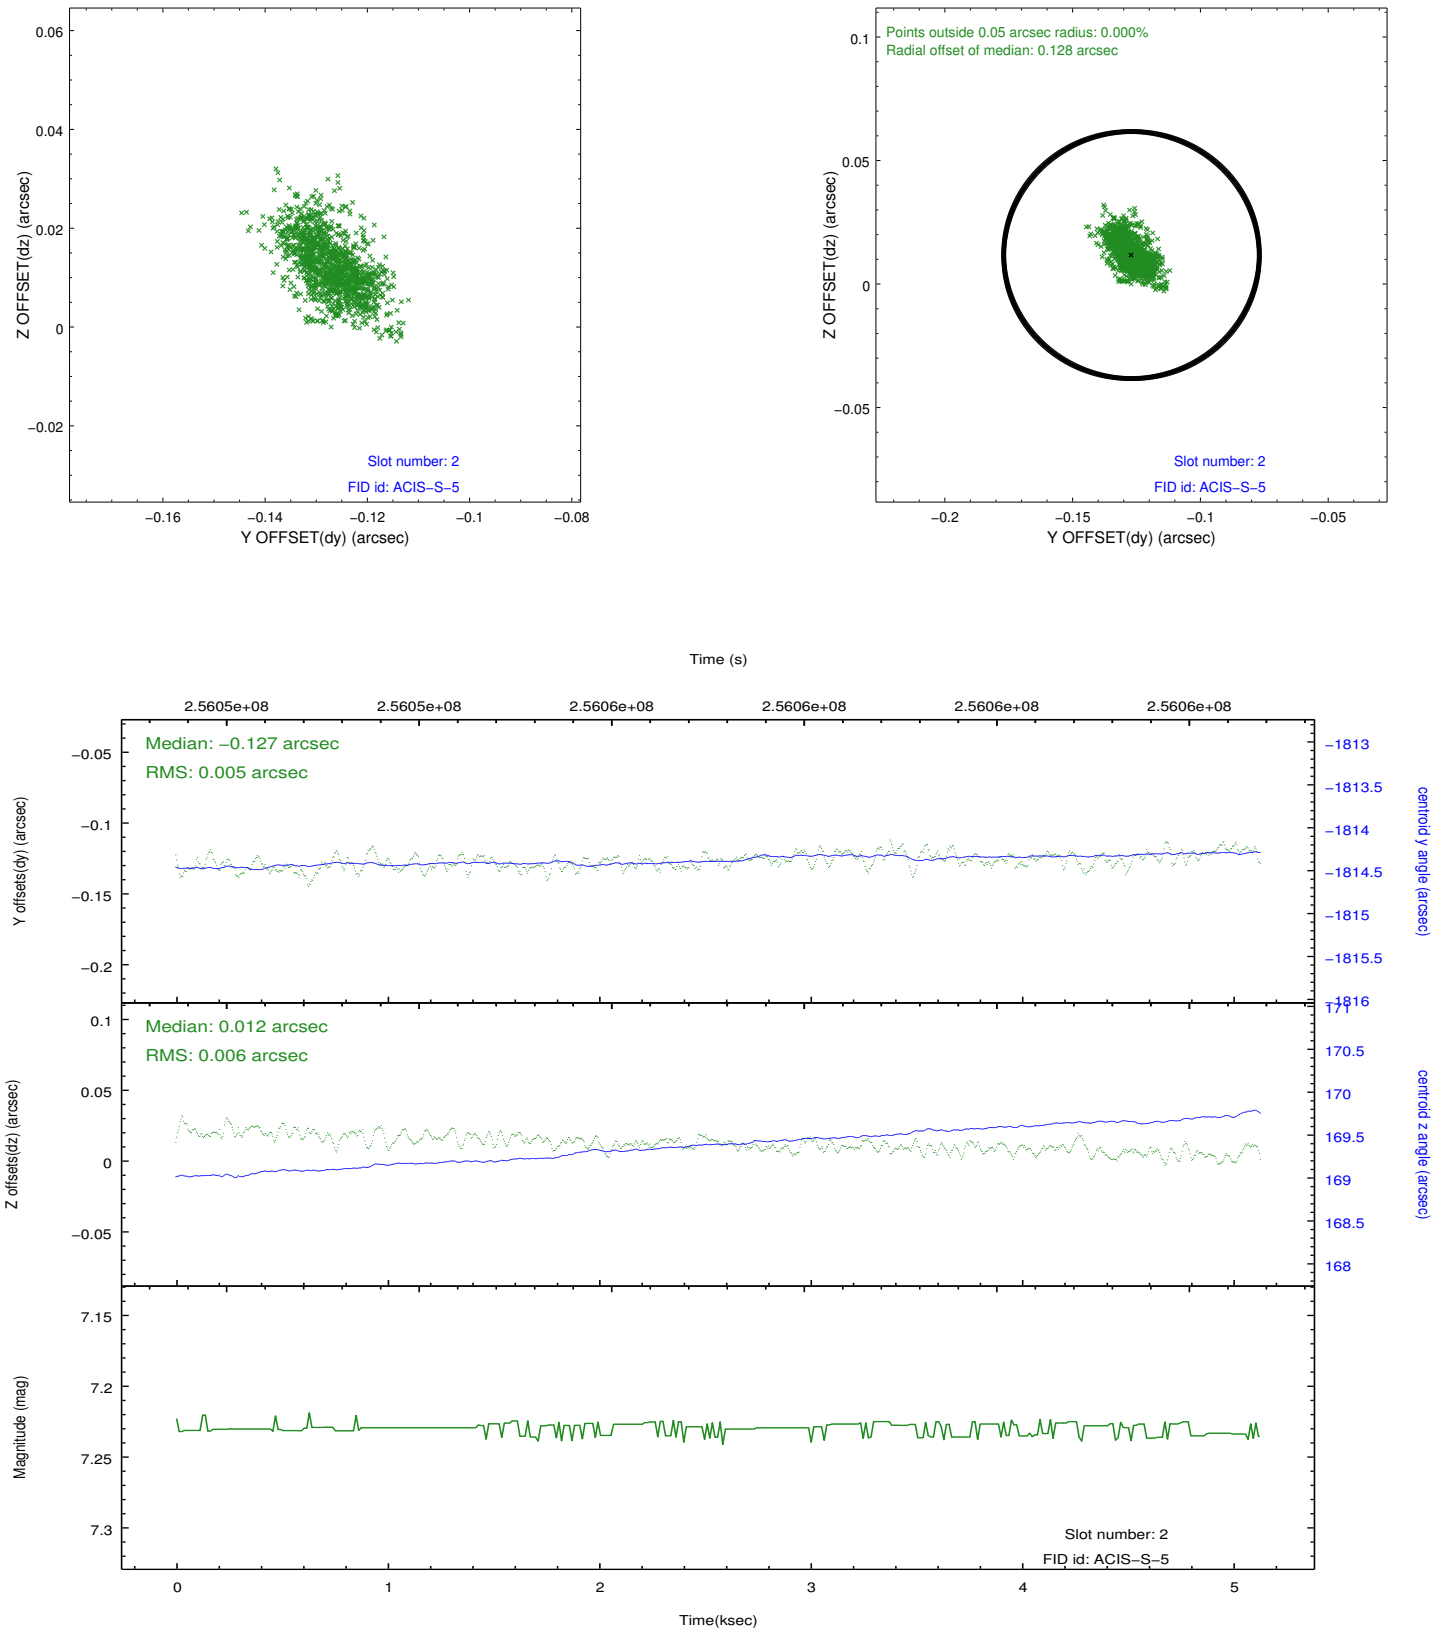 0.06
0.04
0.02
0
−0.02
Z OFFSET(dz) (arcsec)
Slot number: 2
FID id: ACIS−S−5
−0.16
−0.14
−0.12
−0.1
−0.08
Y OFFSET(dy) (arcsec)
Points outside 0.05 arcsec radius: 0.000%
Radial offset of median: 0.128 arcsec
0.1
0.05
0
−0.05
Z OFFSET(dz) (arcsec)
Slot number: 2
FID id: ACIS−S−5
−0.2
−0.15
−0.1
−0.05
Y OFFSET(dy) (arcsec)
Time (s)
2.5605e+08
2.5605e+08
2.5606e+08
2.5606e+08
2.5606e+08
2.5606e+08
Median: −0.127 arcsec
RMS: 0.005 arcsec
−0.05
−0.1
−0.15
−0.2
Y offsets(dy) (arcsec)
−1813
−1813.5
−1814
−1814.5
−1815
−1815.5
−1816
centroid y angle (arcsec)
Median: 0.012 arcsec
RMS: 0.006 arcsec
0.1
0.05
0
−0.05
Z offsets(dz) (arcsec)
171
170.5
170
169.5
169
168.5
168
centroid z angle (arcsec)
7.15
7.2
7.25
7.3
Magnitude (mag)
Slot number: 2
FID id: ACIS−S−5
0
1
2
3
4
5
Time(ksec)